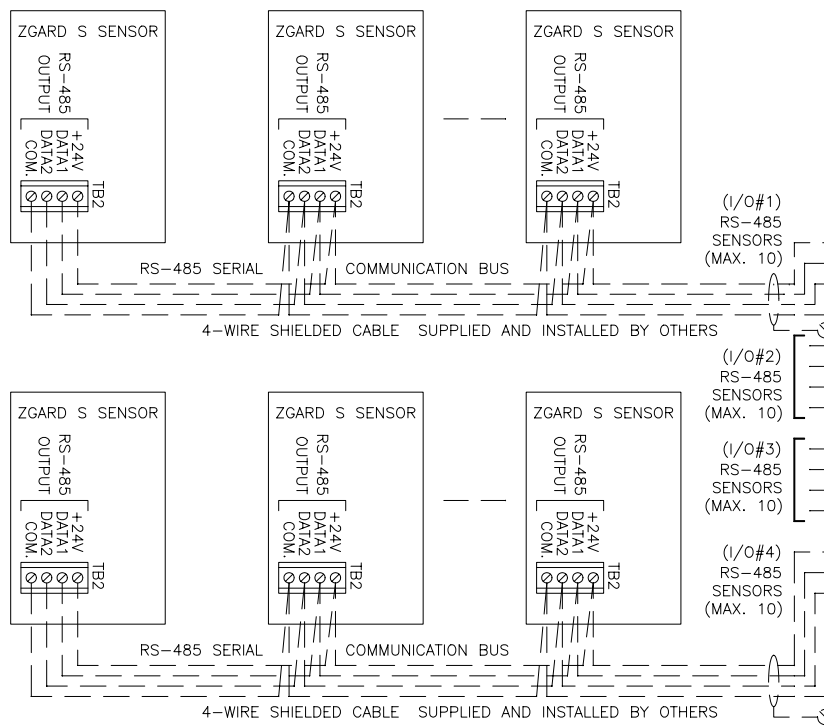 ZGARD S SENSOR
RS-485
OUTPUT
+24V
DATA1
DATA2
COM.
TB2
ZGARD S SENSOR
RS-485
OUTPUT
+24V
DATA1
DATA2
COM.
TB2
ZGARD S SENSOR
RS-485
OUTPUT
+24V
DATA1
DATA2
COM.
TB2
(I/O#1)
RS-485
SENSORS
(MAX. 10)
RS-485 SERIAL COMMUNICATION BUS
4-WIRE SHIELDED CABLE SUPPLIED AND INSTALLED BY OTHERS
(I/O#2)
RS-485
SENSORS
(MAX. 10)
(I/O#3)
RS-485
SENSORS
(MAX. 10)
ZGARD S SENSOR
RS-485
OUTPUT
+24V
DATA1
DATA2
COM.
TB2
ZGARD S SENSOR
RS-485
OUTPUT
+24V
DATA1
DATA2
COM.
TB2
ZGARD S SENSOR
RS-485
OUTPUT
+24V
DATA1
DATA2
COM.
TB2
(I/O#4)
RS-485
SENSORS
(MAX. 10)
RS-485 SERIAL COMMUNICATION BUS
4-WIRE SHIELDED CABLE SUPPLIED AND INSTALLED BY OTHERS